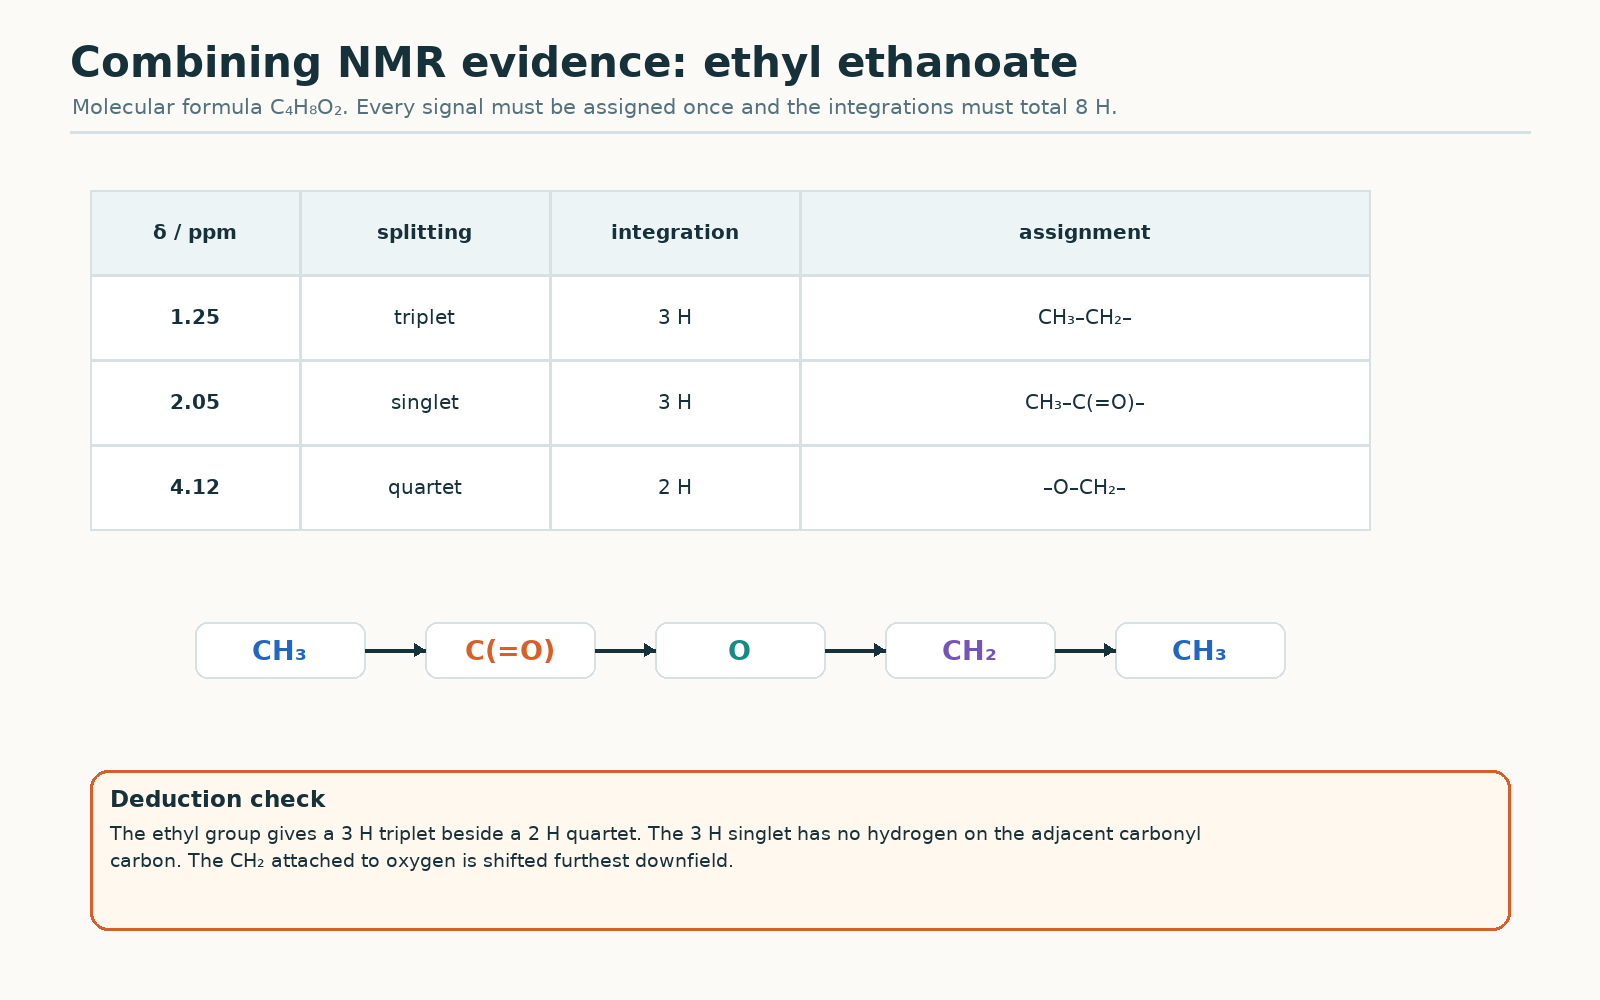 Combining NMR evidence: ethyl ethanoate
Molecular formula C₄H₈O₂. Every signal must be assigned once and the integrations must total 8 H.
δ / ppm splitting integration assignment
1.25 triplet 3 H CH₃–CH₂–
2.05 singlet 3 H CH₃–C(=O)–
4.12 quartet 2 H –O–CH₂–
CH₃ C(=O) O CH₂ CH₃
Deduction check
The ethyl group gives a 3 H triplet beside a 2 H quartet. The 3 H singlet has no hydrogen on the adjacent carbonyl
carbon. The CH₂ attached to oxygen is shifted furthest downfield.